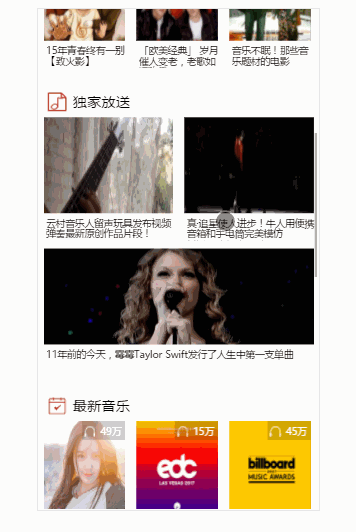 15年青春终有一别
【致火影】
「欧美经典」 岁月
催人变老，老歌如
音乐不眠！那些音
乐题材的电影
独家放送
云村音乐人留声玩具发布视频
弹奏最新原创作品片段！
真·追星使人进步！牛人用便携
音箱和手电筒完美模仿
11年前的今天，霉霉Taylor Swift发行了人生中第一支单曲
最新音乐
49万
15万
45万
edc
LAS VEGAS 2017
billboard
MUSIC AWARDS